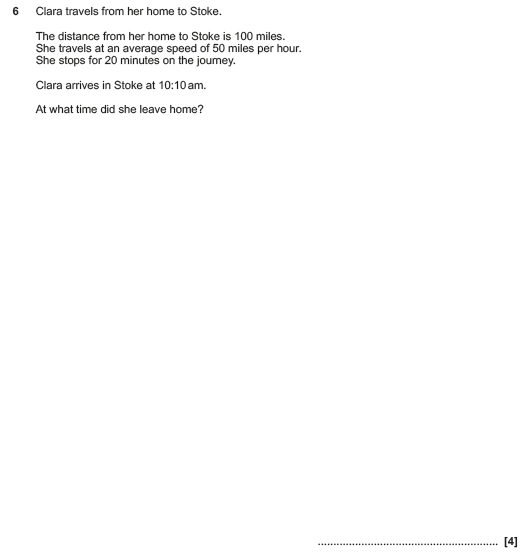 6 Clara travels from her home to Stoke.
The distance from her home to Stoke is 100 miles.
She travels at an average speed of 50 miles per hour.
She stops for 20 minutes on the journey.
Clara arrives in Stoke at 10:10 am.
At what time did she leave home?
............................................................ [4]